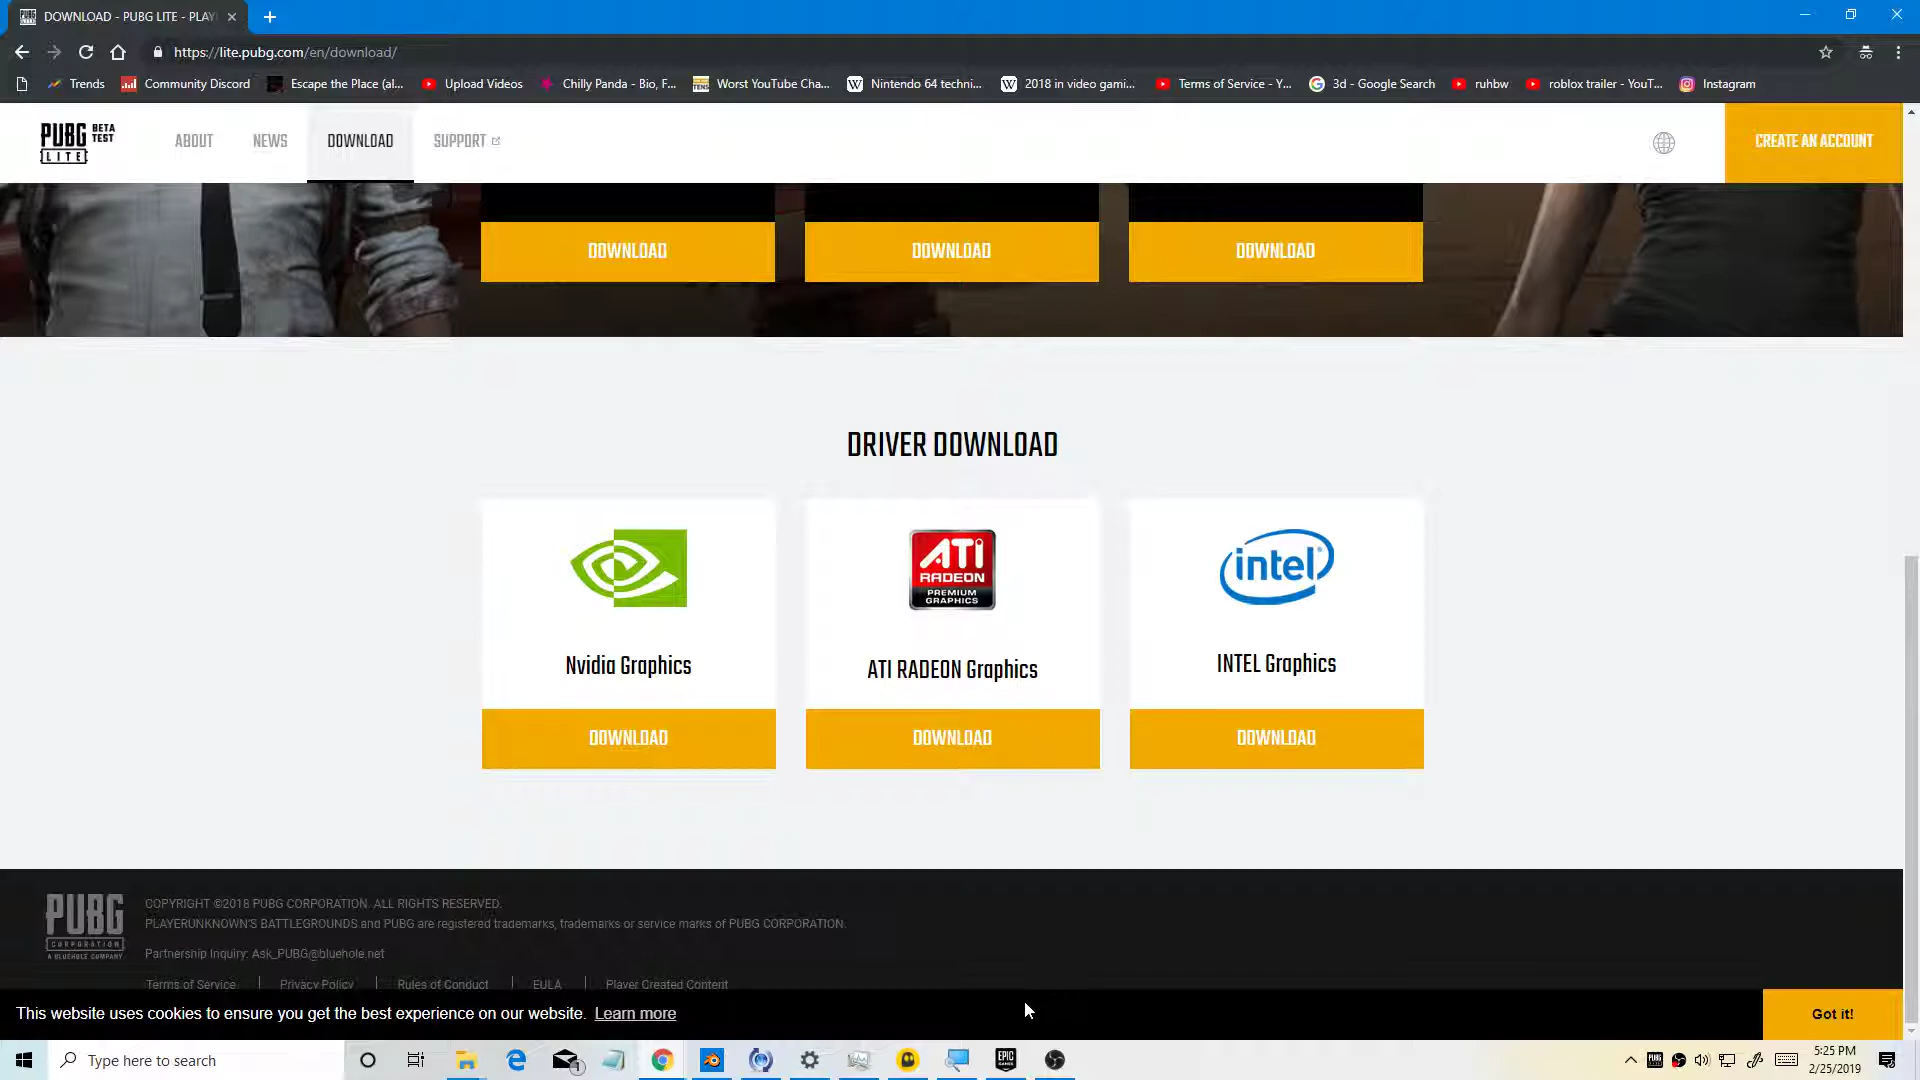 DOWNLOAD - PUBG LITE - PLAY
https://lite.pubg.com/en/download/
Trends
Community Discord
Escape the Place (al...
Upload Videos
Chilly Panda - Bio, F...
Worst YouTube Cha...
Nintendo 64 techni...
2018 in video gami...
Terms of Service - Y...
3d - Google Search
ruhbw
roblox trailer - YouT...
Instagram
PUBG LITE BETA TEST
ABOUT
NEWS
DOWNLOAD
SUPPORT
CREATE AN ACCOUNT
DOWNLOAD
DOWNLOAD
DOWNLOAD
DRIVER DOWNLOAD
ATI RADEON PREMIUM GRAPHICS
intel
Nvidia Graphics
ATI RADEON Graphics
INTEL Graphics
DOWNLOAD
DOWNLOAD
DOWNLOAD
PUBG CORPORATION A BLUEHOLE COMPANY
COPYRIGHT ©2018 PUBG CORPORATION. ALL RIGHTS RESERVED.
PLAYERUNKNOWN'S BATTLEGROUNDS and PUBG are registered trademarks, trademarks or service marks of PUBG CORPORATION.
Partnership Inquiry: Ask_PUBG@bluehole.net
Terms of Service | Privacy Policy | Rules of Conduct | EULA | Player Created Content
This website uses cookies to ensure you get the best experience on our website. Learn more
Got it!
Type here to search
1
EPIC GAMES
5:25 PM
2/25/2019